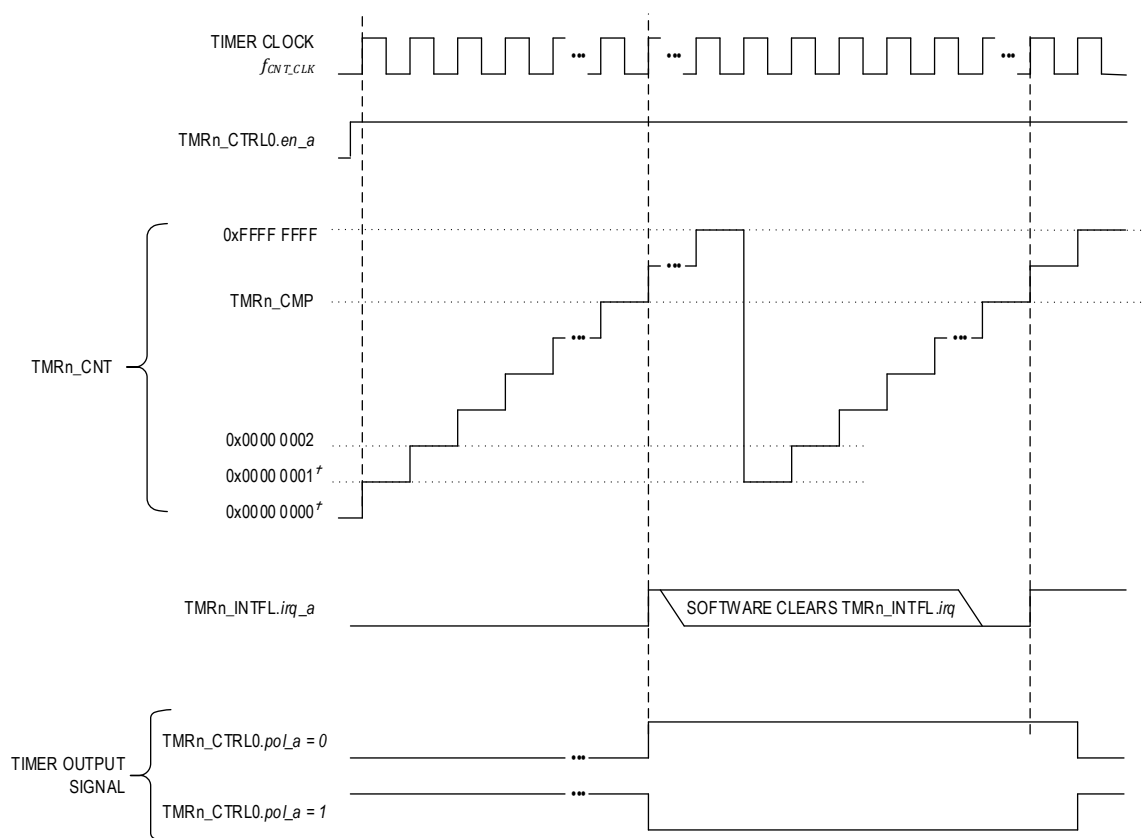 TIMER CLOCK
fCNT_CLK
TMRn_CTRL0.en_a
0xFFFF FFFF
TMRn_CMP
TMRn_CNT
0x0000 0002
0x0000 0001†
0x0000 0000†
TMRn_INTFL.irq_a
SOFTWARE CLEARS TMRn_INTFL.irq
TMRn_CTRL0.pol_a = 0
TIMER OUTPUT
SIGNAL
TMRn_CTRL0.pol_a = 1